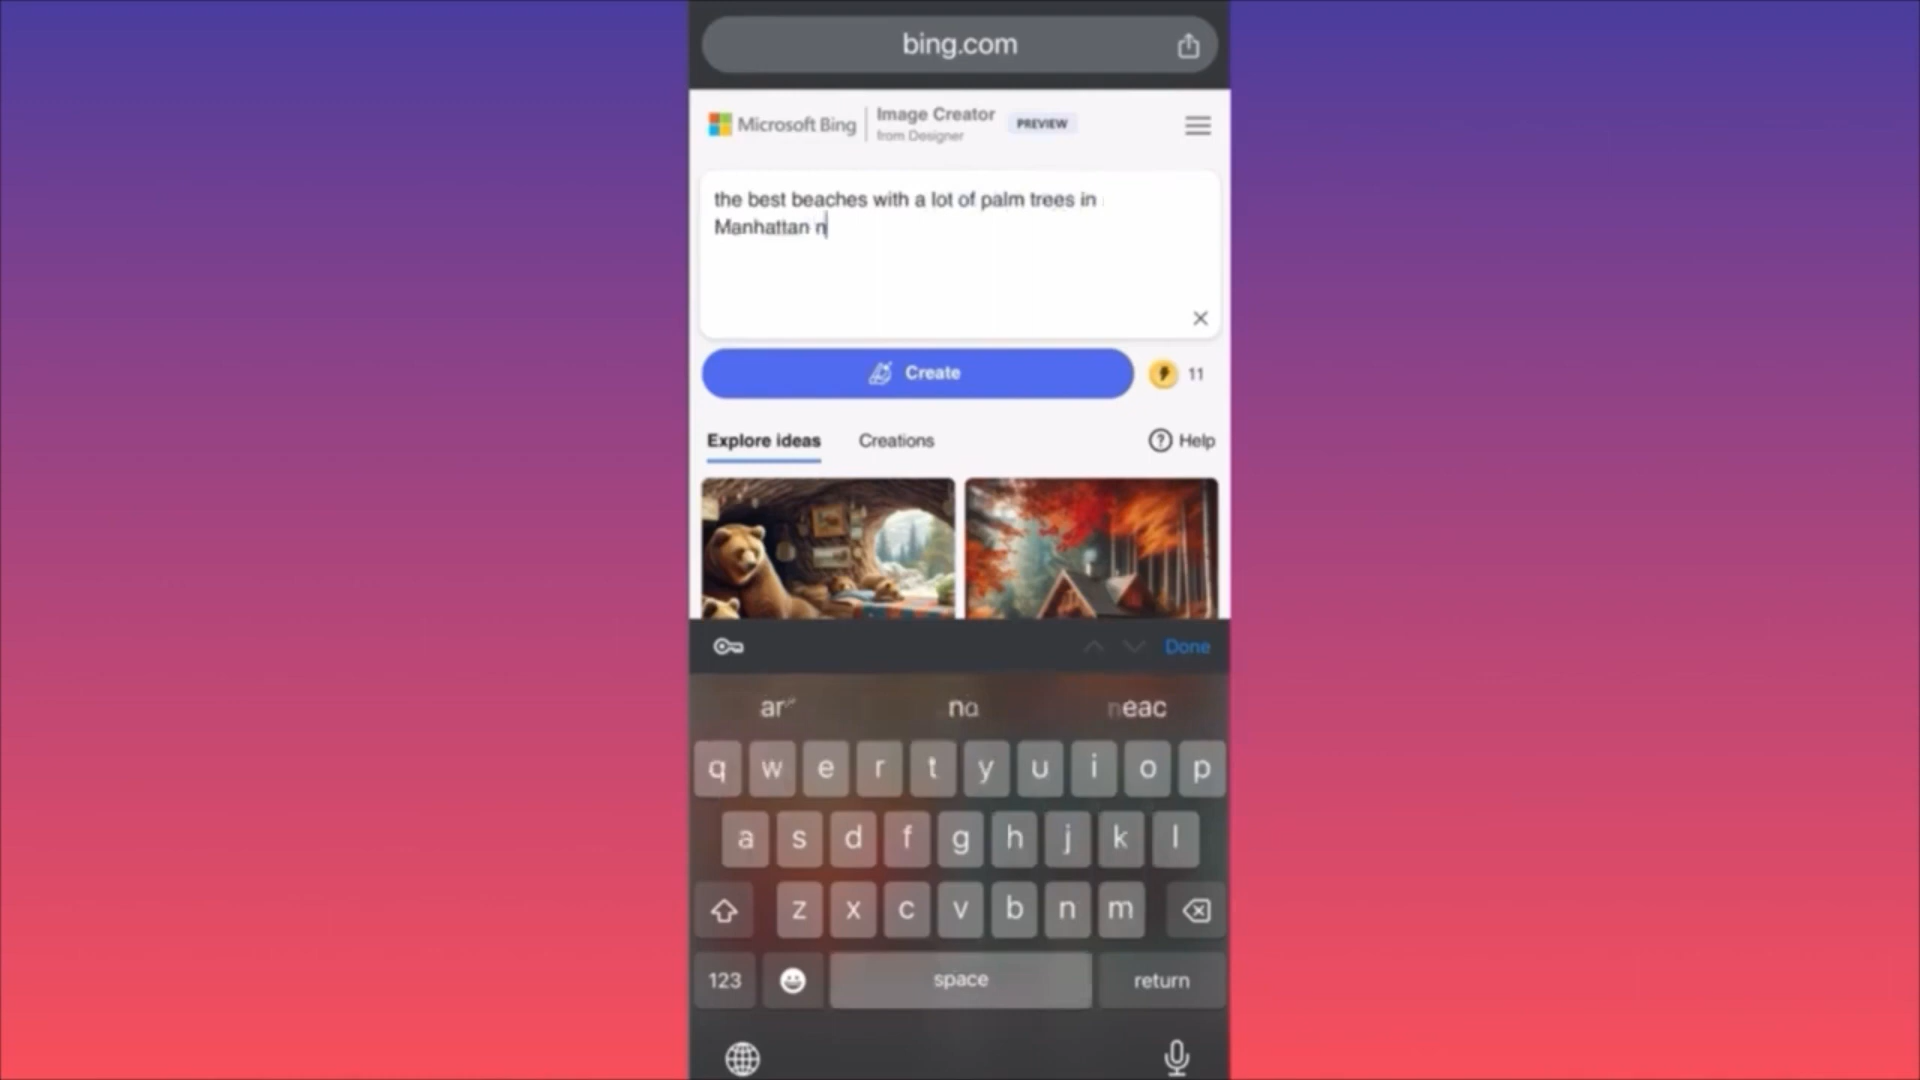 bing.com
Microsoft Bing
Image Creator
from Designer
PREVIEW
the best beaches with a lot of palm trees in
Manhattan n
Create
11
Explore ideas
Creations
Help
Done
q w e r t y u i o p
a s d f g h j k l
z x c v b n m
123
space
return